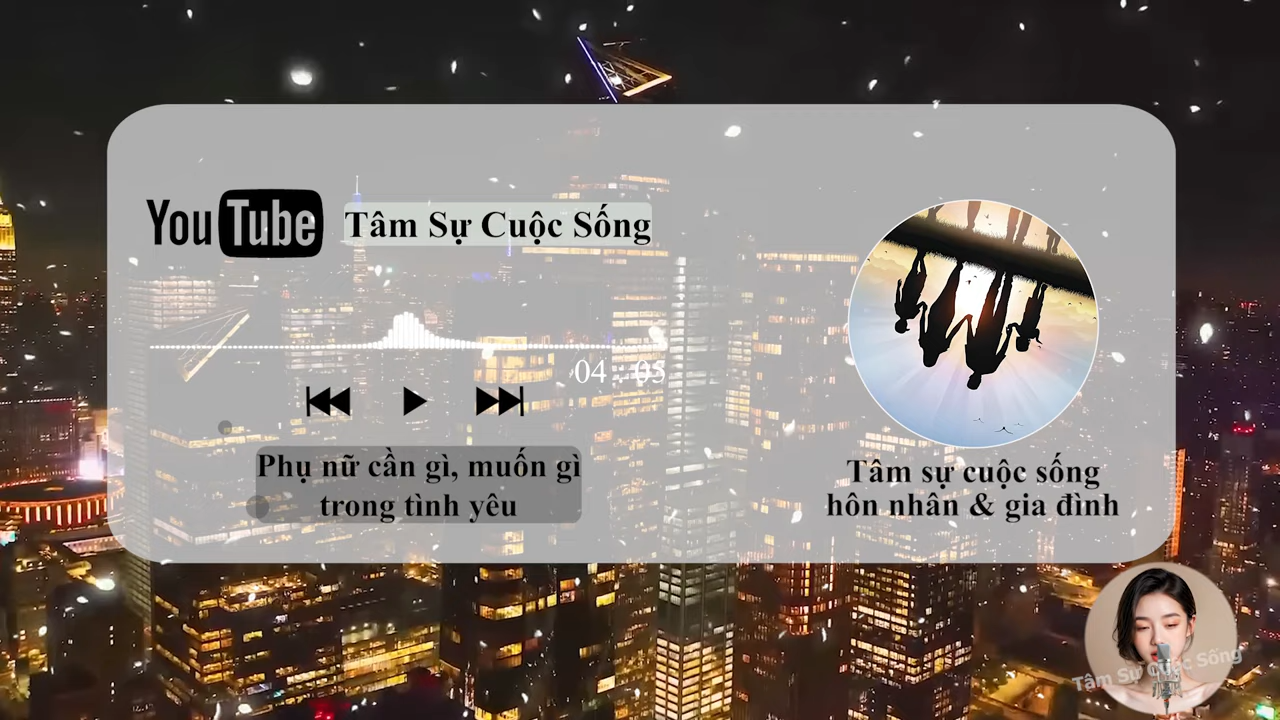 YouTube
Tâm Sự Cuộc Sống
04 : 05
Phụ nữ cần gì, muốn gì
trong tình yêu
Tâm sự cuộc sống
hôn nhân & gia đình
Tâm Sự Cuộc Sống